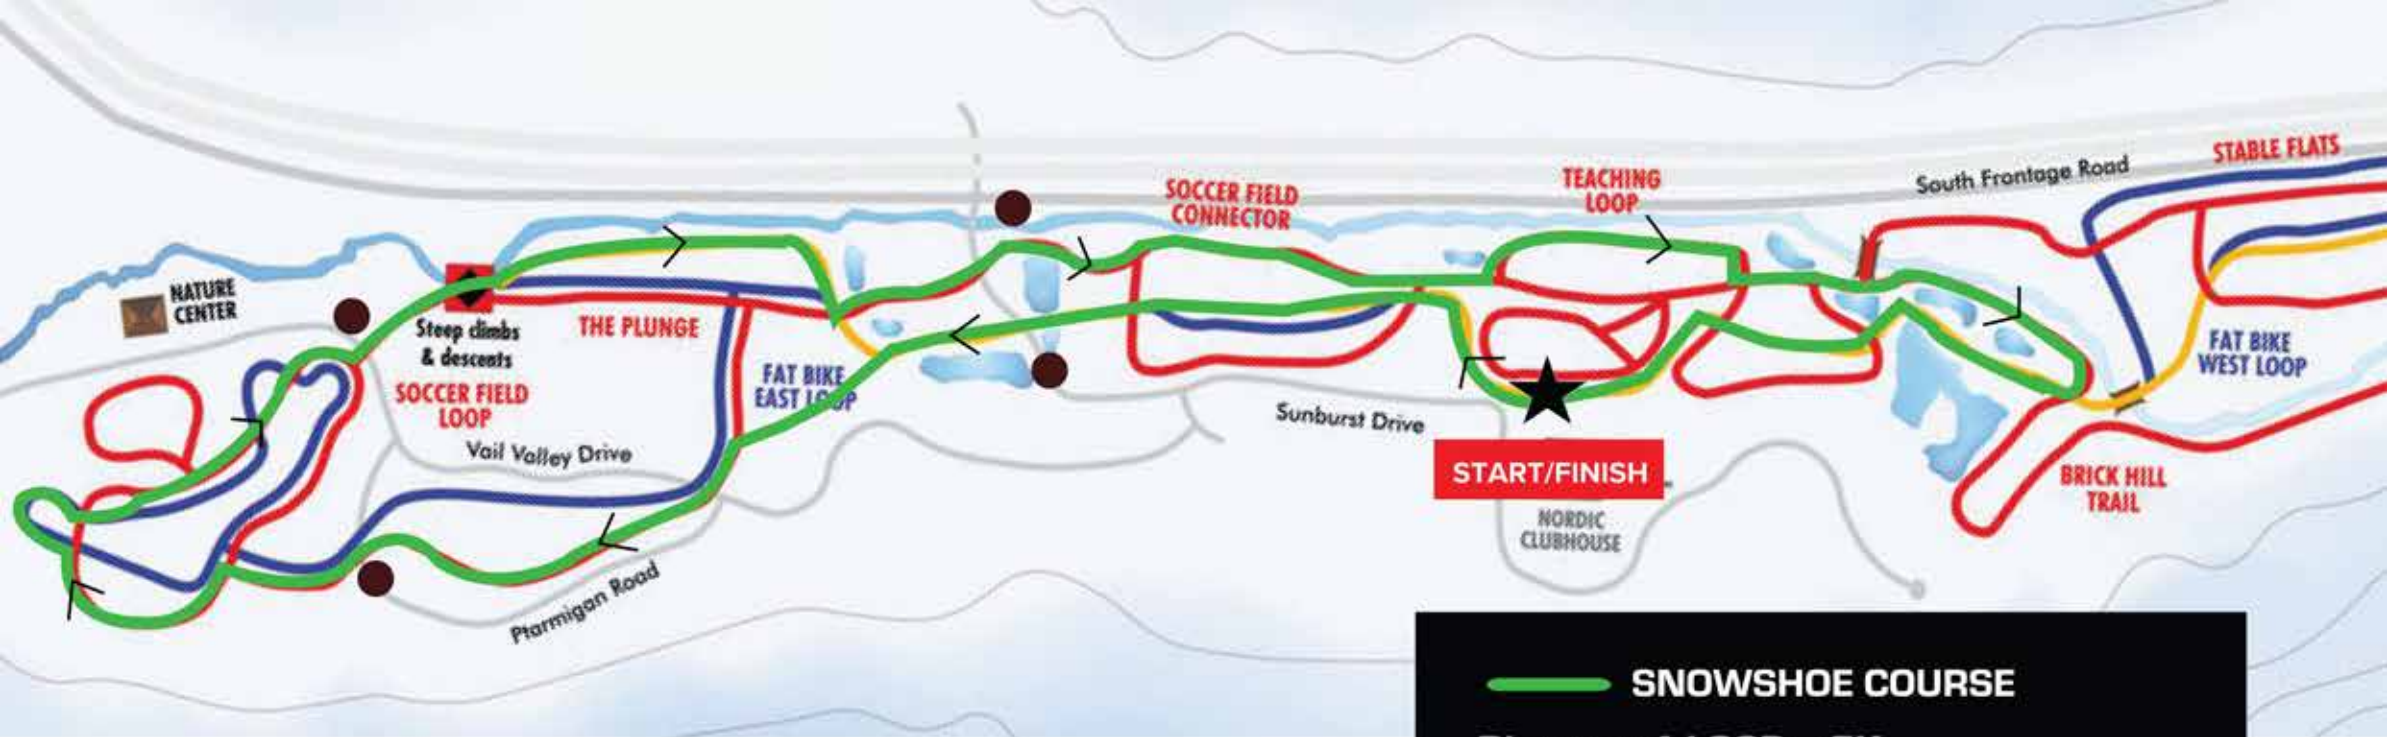 STABLE FLATS
South Frontage Road
TEACHING
LOOP
SOCCER FIELD
CONNECTOR
NATURE
CENTER
Steep climbs
& descents
THE PLUNGE
SOCCER FIELD
LOOP
FAT BIKE
EAST LOOP
FAT BIKE
WEST LOOP
Vail Valley Drive
Sunburst Drive
START/FINISH
BRICK HILL
TRAIL
NORDIC
CLUBHOUSE
Ptarmigan Road
SNOWSHOE COURSE